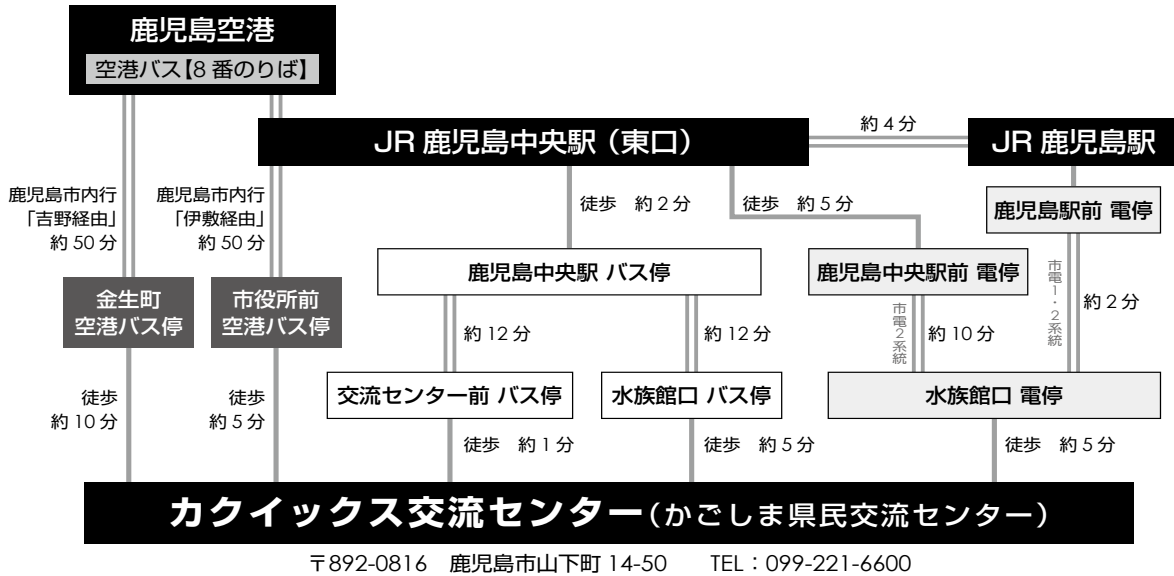 鹿児島空港
空港バス【8番のりば】
JR 鹿児島中央駅（東口）
約4分
JR 鹿児島駅
鹿児島市内行
「吉野経由」
約50分
鹿児島市内行
「伊敷経由」
約50分
徒歩　約2分
徒歩　約5分
鹿児島駅前 電停
鹿児島中央駅 バス停
鹿児島中央駅前 電停
市電1・2系統
約2分
金生町
空港バス停
市役所前
空港バス停
約12分
約12分
市電2系統
約10分
交流センター前 バス停
水族館口 バス停
水族館口 電停
徒歩
約10分
徒歩
約5分
徒歩　約1分
徒歩　約5分
徒歩　約5分
カクイックス交流センター（かごしま県民交流センター）
〒892-0816　鹿児島市山下町 14-50　　TEL：099-221-6600